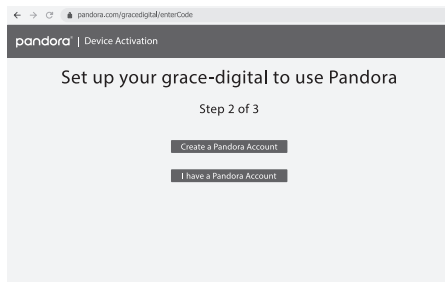 pandora.com/gracedigital/enterCode
pandora® | Device Activation
Set up your grace-digital to use Pandora
Step 2 of 3
Create a Pandora Account
I have a Pandora Account